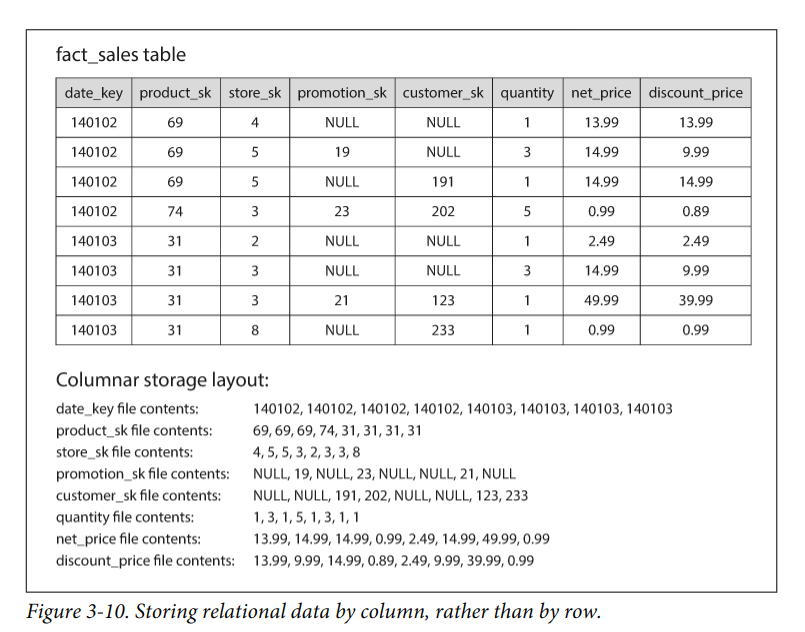 fact_sales table
date_key product_sk store_sk promotion_sk customer_sk quantity net_price discount_price
140102 69 4 NULL NULL 1 13.99 13.99
140102 69 5 19 NULL 3 14.99 9.99
140102 69 5 NULL 191 1 14.99 14.99
140102 74 3 23 202 5 0.99 0.89
140103 31 2 NULL NULL 1 2.49 2.49
140103 31 3 NULL NULL 3 14.99 9.99
140103 31 3 21 123 1 49.99 39.99
140103 31 8 NULL 233 1 0.99 0.99
Columnar storage layout:
date_key file contents: 140102, 140102, 140102, 140102, 140103, 140103, 140103, 140103
product_sk file contents: 69, 69, 69, 74, 31, 31, 31, 31
store_sk file contents: 4, 5, 5, 3, 2, 3, 3, 8
promotion_sk file contents: NULL, 19, NULL, 23, NULL, NULL, 21, NULL
customer_sk file contents: NULL, NULL, 191, 202, NULL, NULL, 123, 233
quantity file contents: 1, 3, 1, 5, 1, 3, 1, 1
net_price file contents: 13.99, 14.99, 14.99, 0.99, 2.49, 14.99, 49.99, 0.99
discount_price file contents: 13.99, 9.99, 14.99, 0.89, 2.49, 9.99, 39.99, 0.99
Figure 3-10. Storing relational data by column, rather than by row.